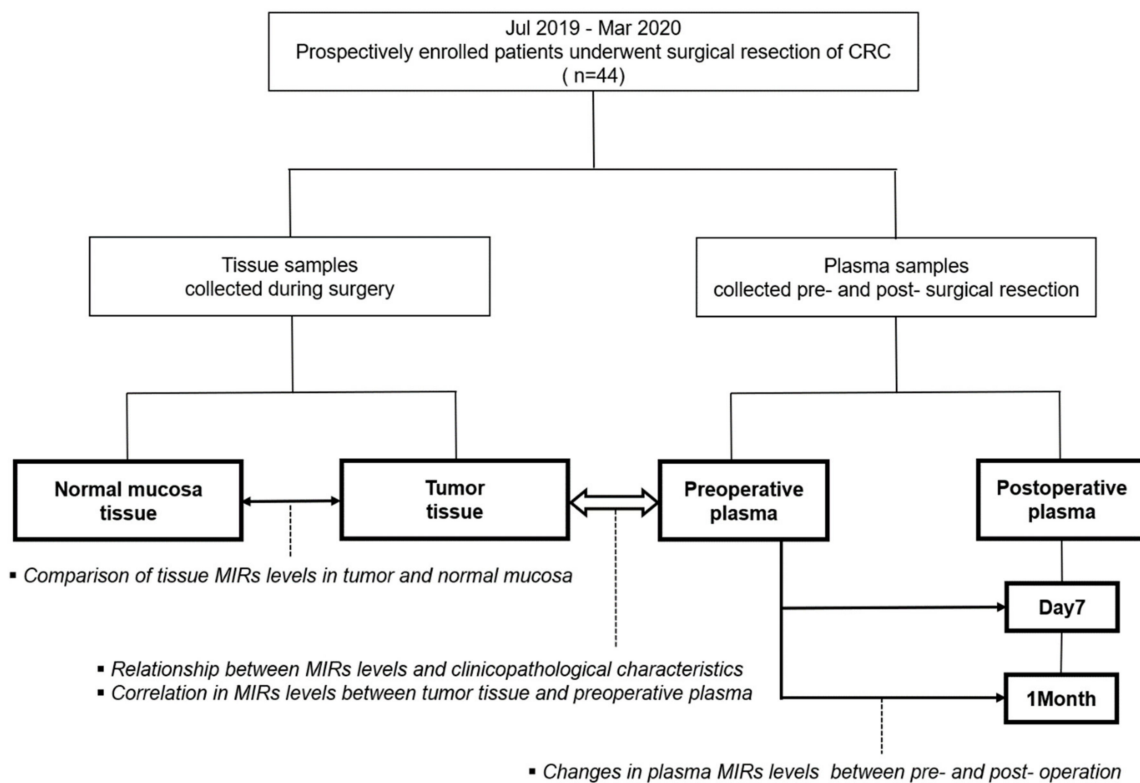 Jul 2019 - Mar 2020
Prospectively enrolled patients underwent surgical resection of CRC
( n=44)
Tissue samples
collected during surgery
Plasma samples
collected pre- and post- surgical resection
Normal mucosa
tissue
Tumor
tissue
Preoperative
plasma
Postoperative
plasma
▪ Comparison of tissue MIRs levels in tumor and normal mucosa
Day7
▪ Relationship between MIRs levels and clinicopathological characteristics
▪ Correlation in MIRs levels between tumor tissue and preoperative plasma
1Month
▪ Changes in plasma MIRs levels between pre- and post- operation